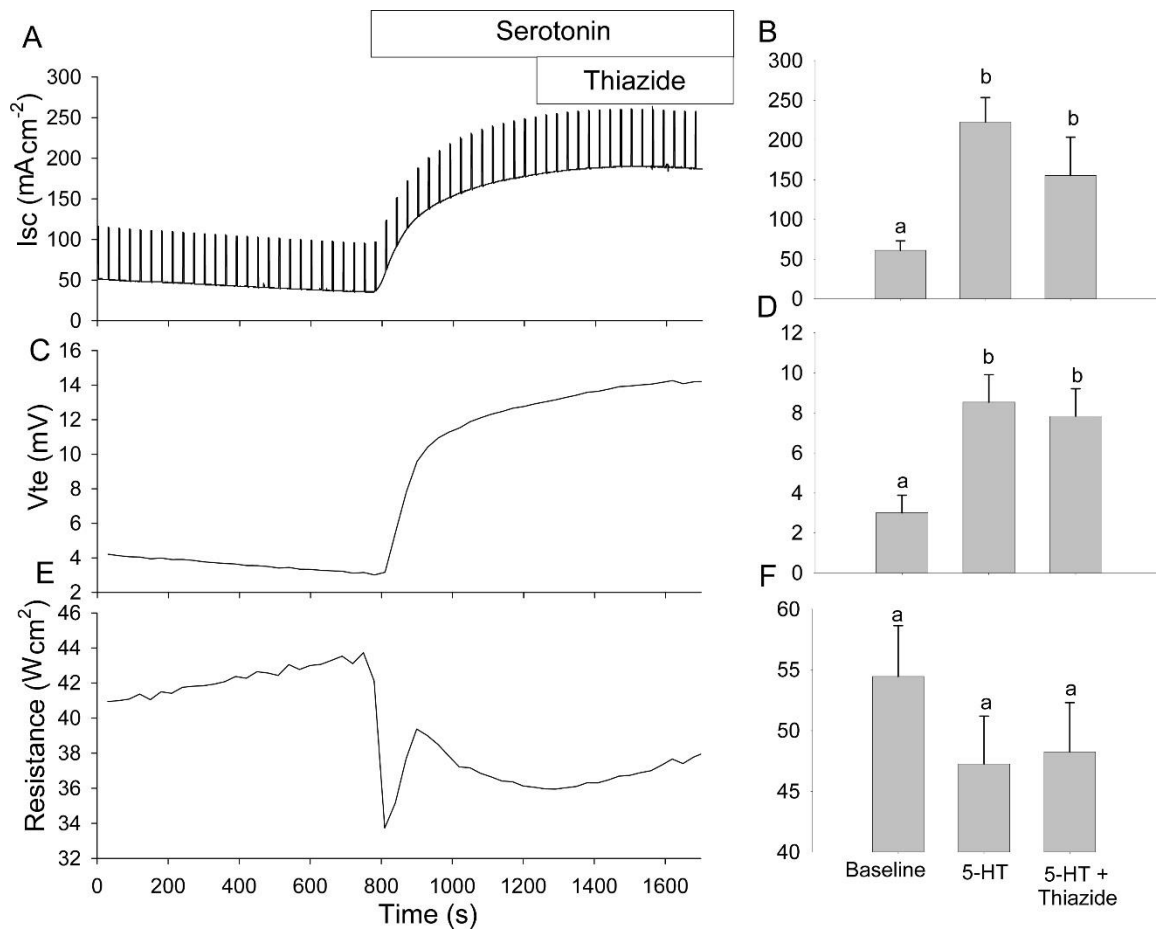 A
Serotonin
Thiazide
300
250
200
150
100
50
0
Isc (mAcm-2)
B
300
250
200
150
100
50
0
a
b
b
C
16
14
12
10
8
6
4
2
Vte (mV)
D
12
10
8
6
4
2
0
a
b
b
E
46
44
42
40
38
36
34
32
Resistance (Wcm2)
0 200 400 600 800 1000 1200 1400 1600
Time (s)
F
60
55
50
45
40
a
a
a
Baseline 5-HT 5-HT +
Thiazide